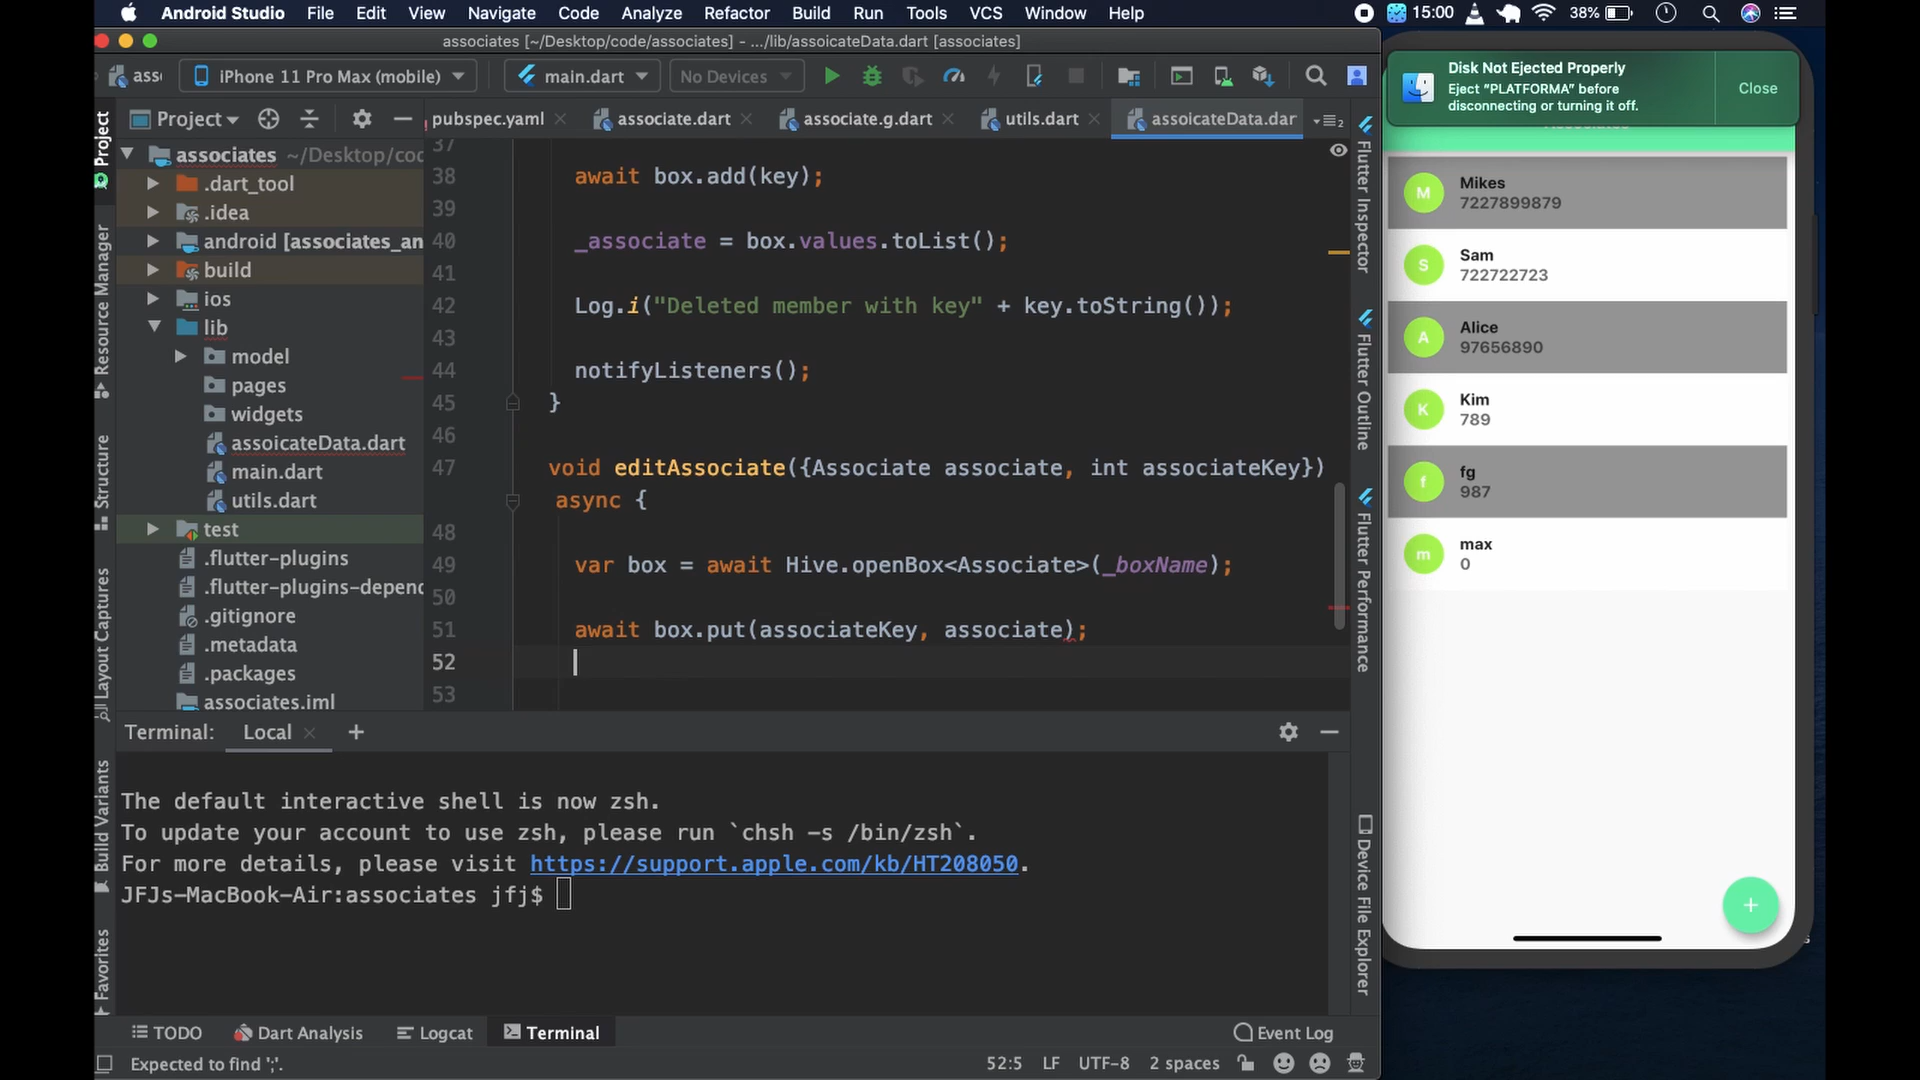 Android Studio File Edit View Navigate Code Analyze Refactor Build Run Tools VCS Window Help 15:00 38%
associates [~/Desktop/code/associates] - .../lib/assoicateData.dart [associates]
ass iPhone 11 Pro Max (mobile) main.dart No Devices
Project pubspec.yaml associate.dart associate.g.dart utils.dart assoicateData.dar
associates ~/Desktop/cod
.dart_tool
.idea
android [associates_an
build
ios
lib
model
pages
widgets
assoicateData.dart
main.dart
utils.dart
test
.flutter-plugins
.flutter-plugins-depend
.gitignore
.metadata
.packages
associates.iml
37
38 await box.add(key);
39
40 _associate = box.values.toList();
41
42 Log.i("Deleted member with key" + key.toString());
43
44 notifyListeners();
45 }
46
47 void editAssociate({Associate associate, int associateKey})
async {
48
49 var box = await Hive.openBox<Associate>(_boxName);
50
51 await box.put(associateKey, associate);
52
53
Project
Resource Manager
Structure
Layout Captures
Build Variants
Favorites
Flutter Inspector
Flutter Outline
Flutter Performance
Device File Explorer
Terminal: Local
The default interactive shell is now zsh.
To update your account to use zsh, please run `chsh -s /bin/zsh`.
For more details, please visit https://support.apple.com/kb/HT208050.
JFJs-MacBook-Air:associates jfj$
TODO Dart Analysis Logcat Terminal Event Log
Expected to find ';'. 52:5 LF UTF-8 2 spaces
Disk Not Ejected Properly
Eject “PLATFORMA” before
disconnecting or turning it off.
Close
M Mikes
7227899879
S Sam
722722723
A Alice
97656890
K Kim
789
f fg
987
m max
0
+